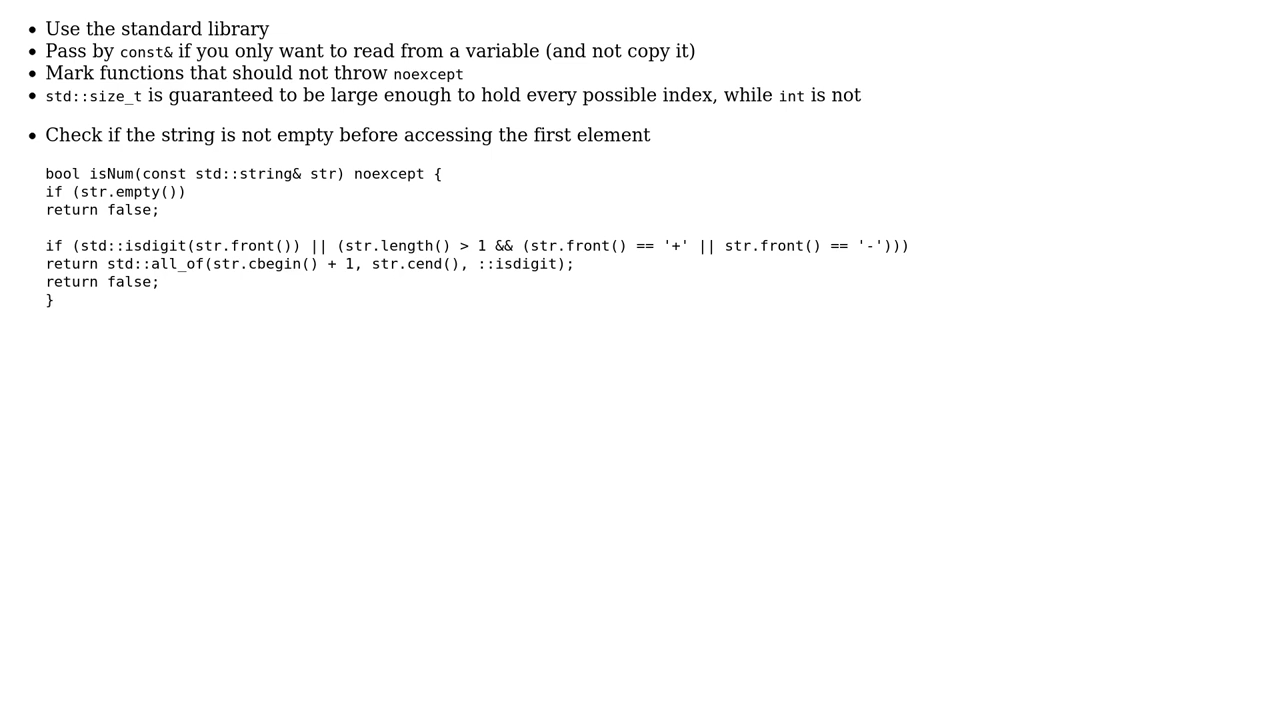 Use the standard library
Pass by const& if you only want to read from a variable (and not copy it)
Mark functions that should not throw noexcept
std::size_t is guaranteed to be large enough to hold every possible index, while int is not
Check if the string is not empty before accessing the first element
bool isNum(const std::string& str) noexcept {
if (str.empty())
return false;
if (std::isdigit(str.front()) || (str.length() > 1 && (str.front() == '+' || str.front() == '-')))
return std::all_of(str.cbegin() + 1, str.cend(), ::isdigit);
return false;
}